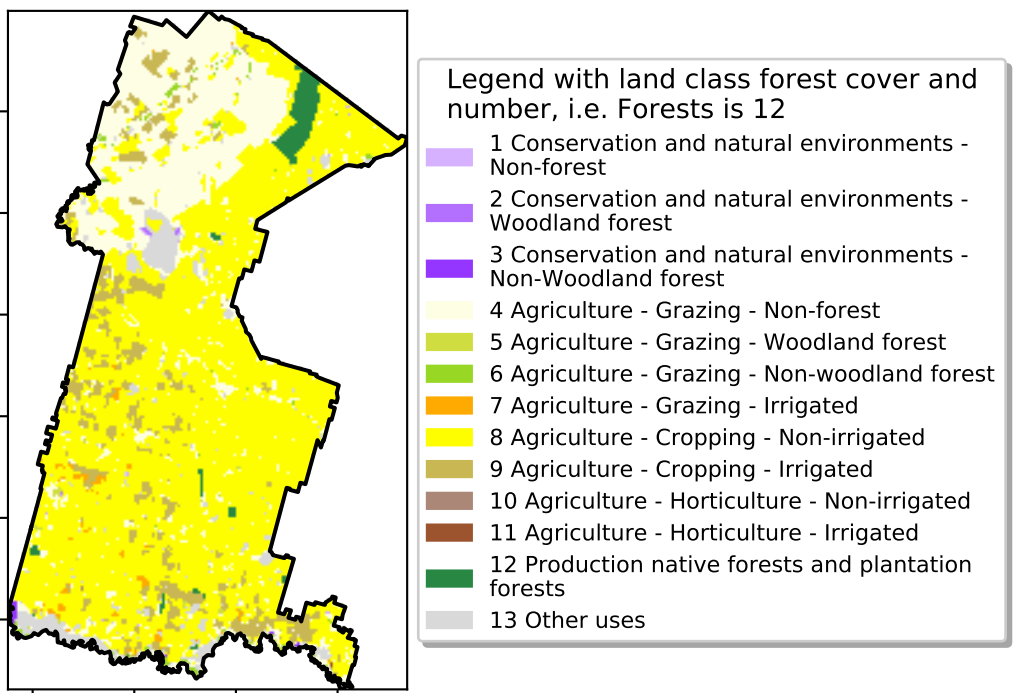 Legend with land class forest cover and
number, i.e. Forests is 12
1 Conservation and natural environments -
Non-forest
2 Conservation and natural environments -
Woodland forest
3 Conservation and natural environments -
Non-Woodland forest
4 Agriculture - Grazing - Non-forest
5 Agriculture - Grazing - Woodland forest
6 Agriculture - Grazing - Non-woodland forest
7 Agriculture - Grazing - Irrigated
8 Agriculture - Cropping - Non-irrigated
9 Agriculture - Cropping - Irrigated
10 Agriculture - Horticulture - Non-irrigated
11 Agriculture - Horticulture - Irrigated
12 Production native forests and plantation
forests
13 Other uses